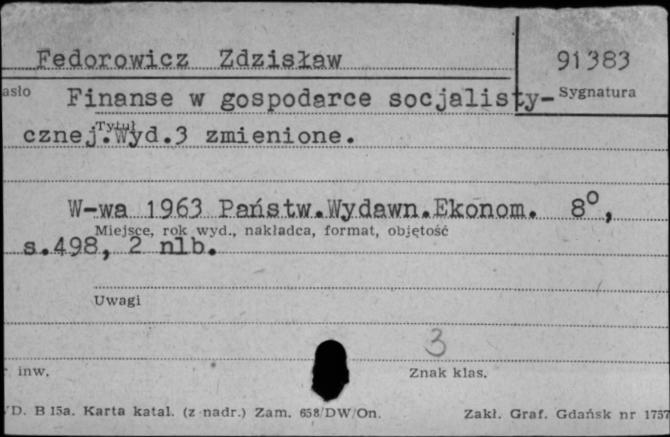 Fedorowicz Zdzisław 91383
asło Finanse w gospodarce socjalisty- Sygnatura
Tytuł
cznej.Wyd.3 zmienione.
W-wa 1963 Państw.Wydawn.Ekonom. 8°,
Miejsce, rok wyd., nakładca, format, objętość
s.498, 2 nlb.
Uwagi
3
inw. Znak klas.
/D. B 15a. Karta katal. (z nadr.) Zam. 658/DW/On. Zakł. Graf. Gdańsk nr 1757